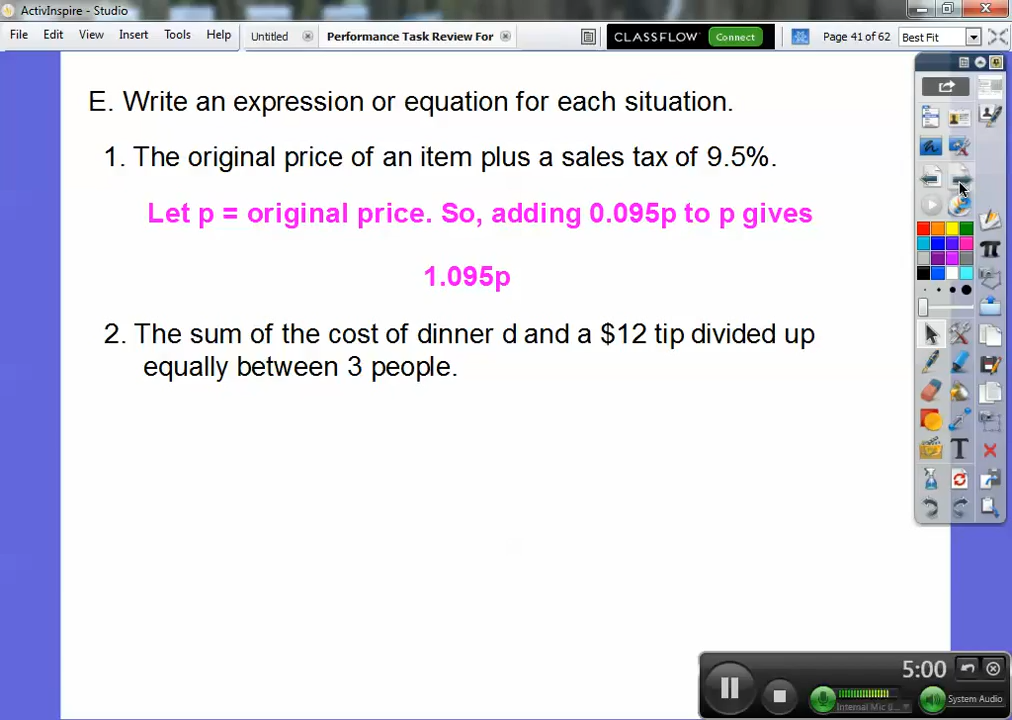 ActivInspire - Studio
File Edit View Insert Tools Help Untitled Performance Task Review For CLASSFLOW Connect Page 41 of 62 Best Fit
E. Write an expression or equation for each situation.
1. The original price of an item plus a sales tax of 9.5%.
Let p = original price. So, adding 0.095p to p gives
1.095p
2. The sum of the cost of dinner d and a $12 tip divided up
equally between 3 people.
5:00
Internal Mic System Audio